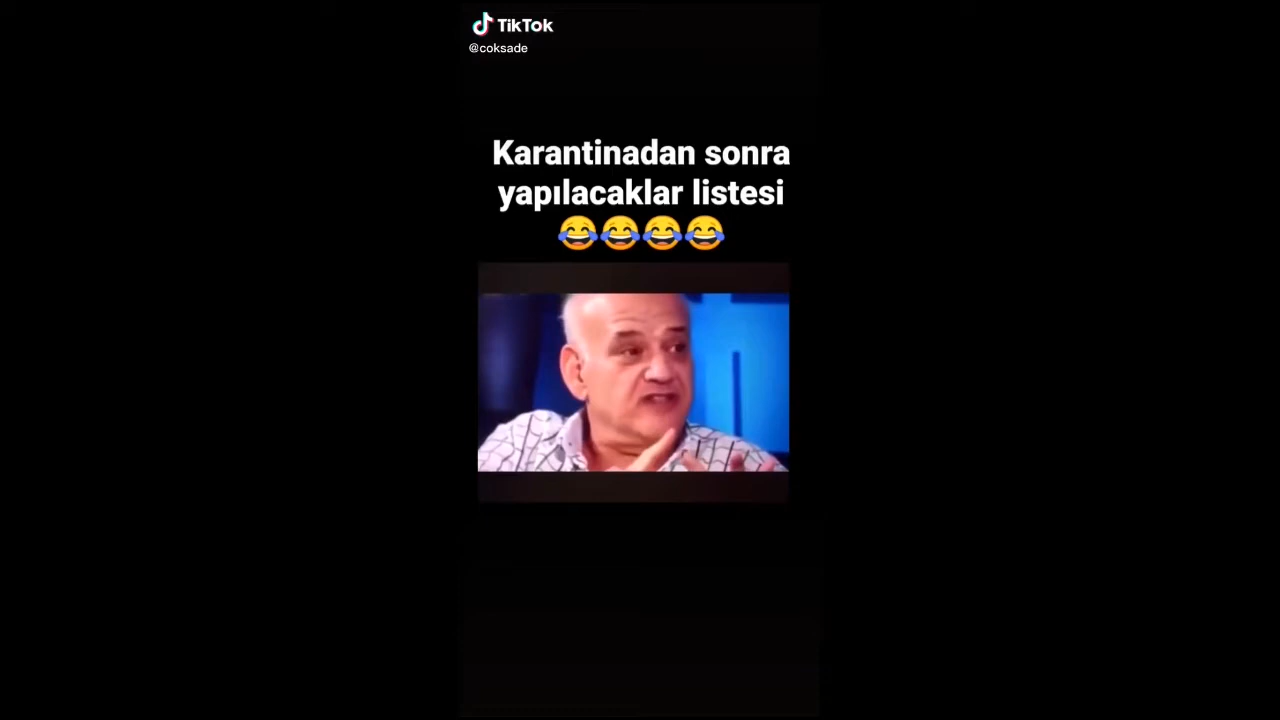 TikTok
@coksade
Karantinadan sonra
yapılacaklar listesi
😂😂😂😂